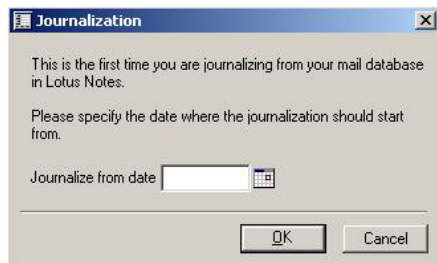 Journalization
This is the first time you are journalizing from your mail database
in Lotus Notes.
Please specify the date where the journalization should start
from.
Journalize from date
OK
Cancel